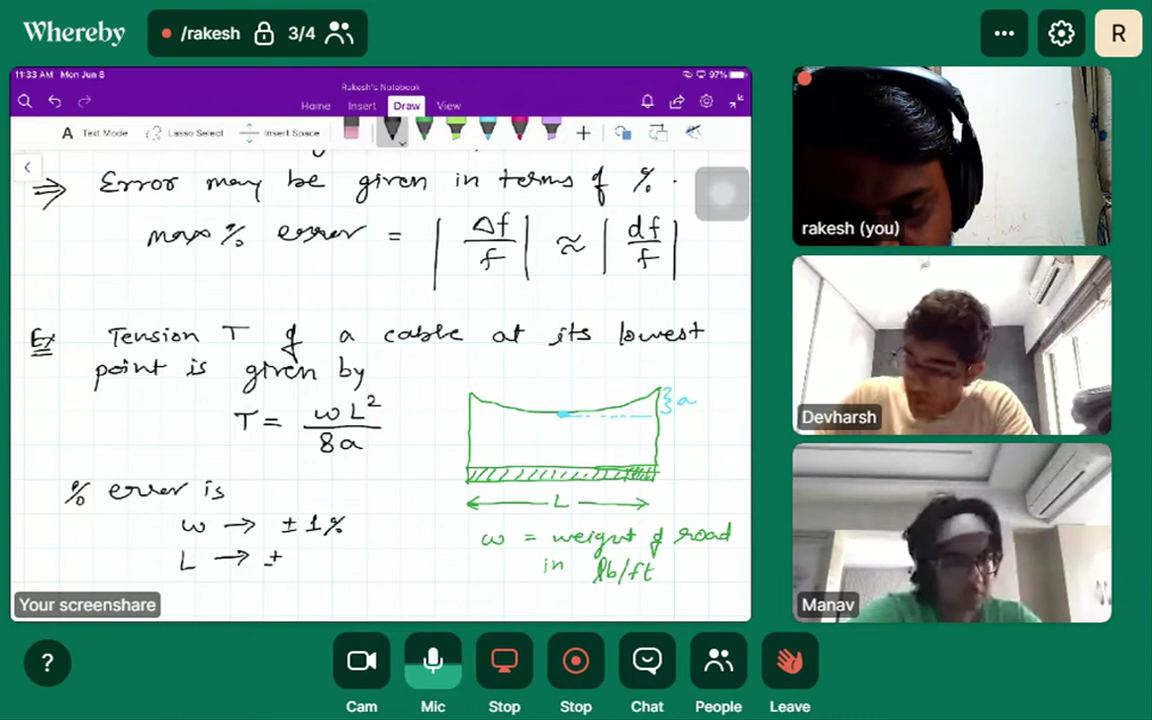 Whereby
/rakesh 3/4
R
11:33 AM Mon Jun 8
97%
Rakesh's Notebook
Home Insert Draw View
A Text Mode Lasso Select Insert Space
⇒ Error may be given in terms of %.
max % error = | Δf/f | ≈ | df/f |
Ex Tension T of a cable at its lowest
point is given by
T = ωL²/8a
a
L
% error is
ω → ±1%
L → ±
ω = weight of road
in lb/ft
Your screenshare
rakesh (you)
Devharsh
Manav
?
Cam Mic Stop Stop Chat People Leave